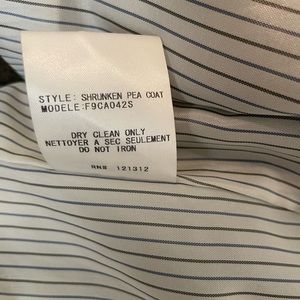 STYLE: SHRUNKEN PEA COAT
MODELE:F9CA042S
DRY CLEAN ONLY
NETTOYER A SEC SEULEMENT
DO NOT IRON
RN# 121312